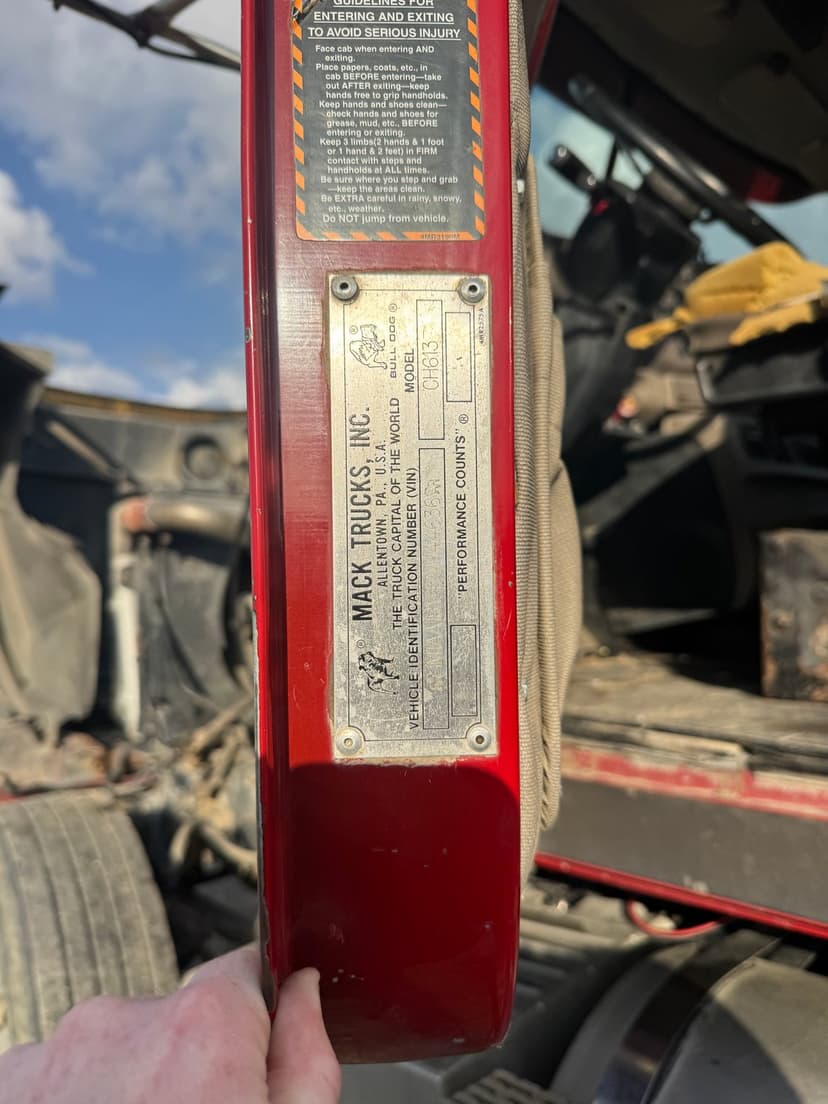 GUIDELINES FOR
ENTERING AND EXITING
TO AVOID SERIOUS INJURY
Face cab when entering AND
exiting.
Place papers, coats, etc., in
cab BEFORE entering—take
out AFTER exiting—keep
hands free to grip handholds.
Keep hands and shoes clean—
check hands and shoes for
grease, mud, etc., BEFORE
entering or exiting.
Keep 3 limbs(2 hands & 1 foot
or 1 hand & 2 feet) in FIRM
contact with steps and
handholds at ALL times.
Be sure where you step and grab
—keep the areas clean.
Be EXTRA careful in rainy, snowy,
etc., weather.
Do NOT jump from vehicle.
®
BULL DOG ®
MACK TRUCKS, INC.
ALLENTOWN, PA., U.S.A.
THE TRUCK CAPITAL OF THE WORLD
VEHICLE IDENTIFICATION NUMBER (VIN)
MODEL
CH613
"PERFORMANCE COUNTS" ®